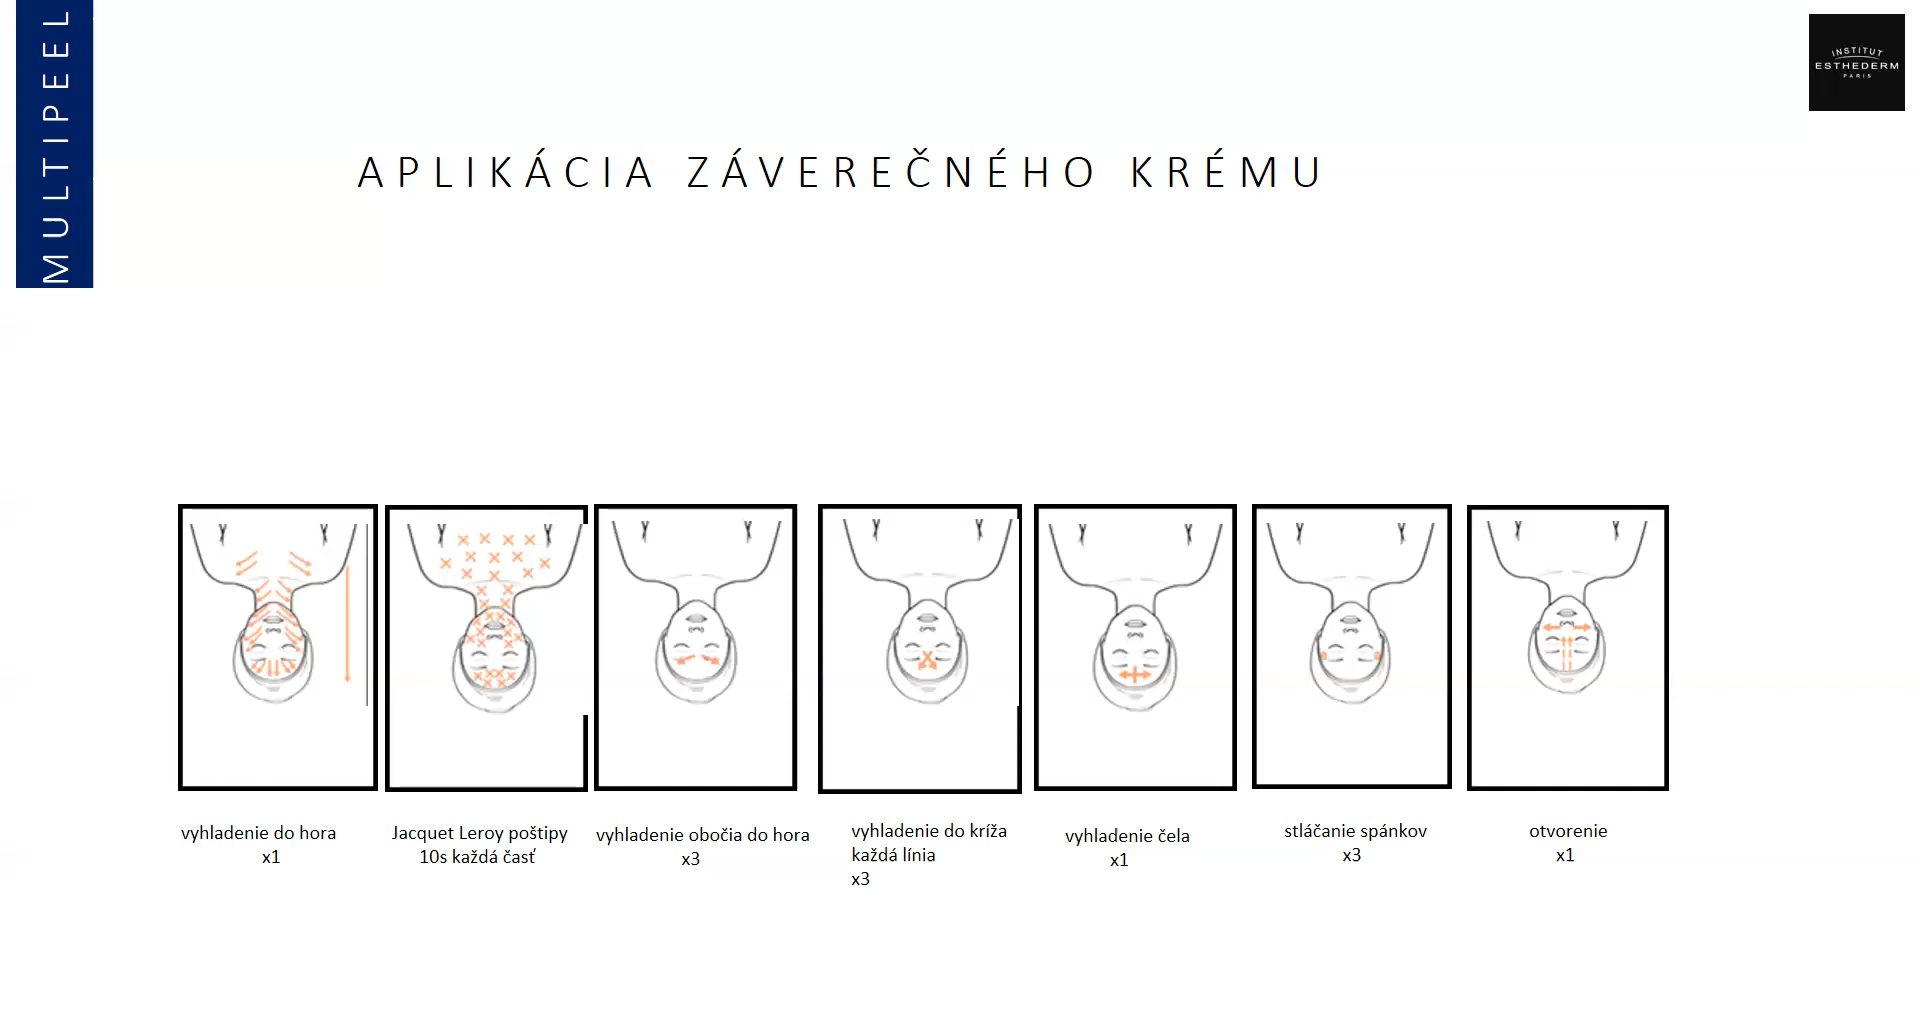 MULTIPEEL
INSTITUT
ESTHEDERM
PARIS
APLIKÁCIA ZÁVEREČNÉHO KRÉMU
vyhladenie do hora
x1
Jacquet Leroy poštipy
10s každá časť
vyhladenie obočia do hora
x3
vyhladenie do kríža
každá línia
x3
vyhladenie čela
x1
stláčanie spánkov
x3
otvorenie
x1